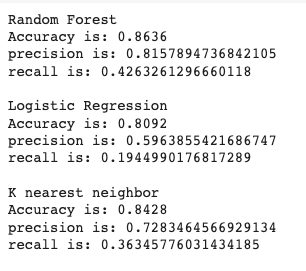 Random Forest
Accuracy is: 0.8636
precision is: 0.8157894736842105
recall is: 0.4263261296660118
Logistic Regression
Accuracy is: 0.8092
precision is: 0.5963855421686747
recall is: 0.1944990176817289
K nearest neighbor
Accuracy is: 0.8428
precision is: 0.7283464566929134
recall is: 0.36345776031434185